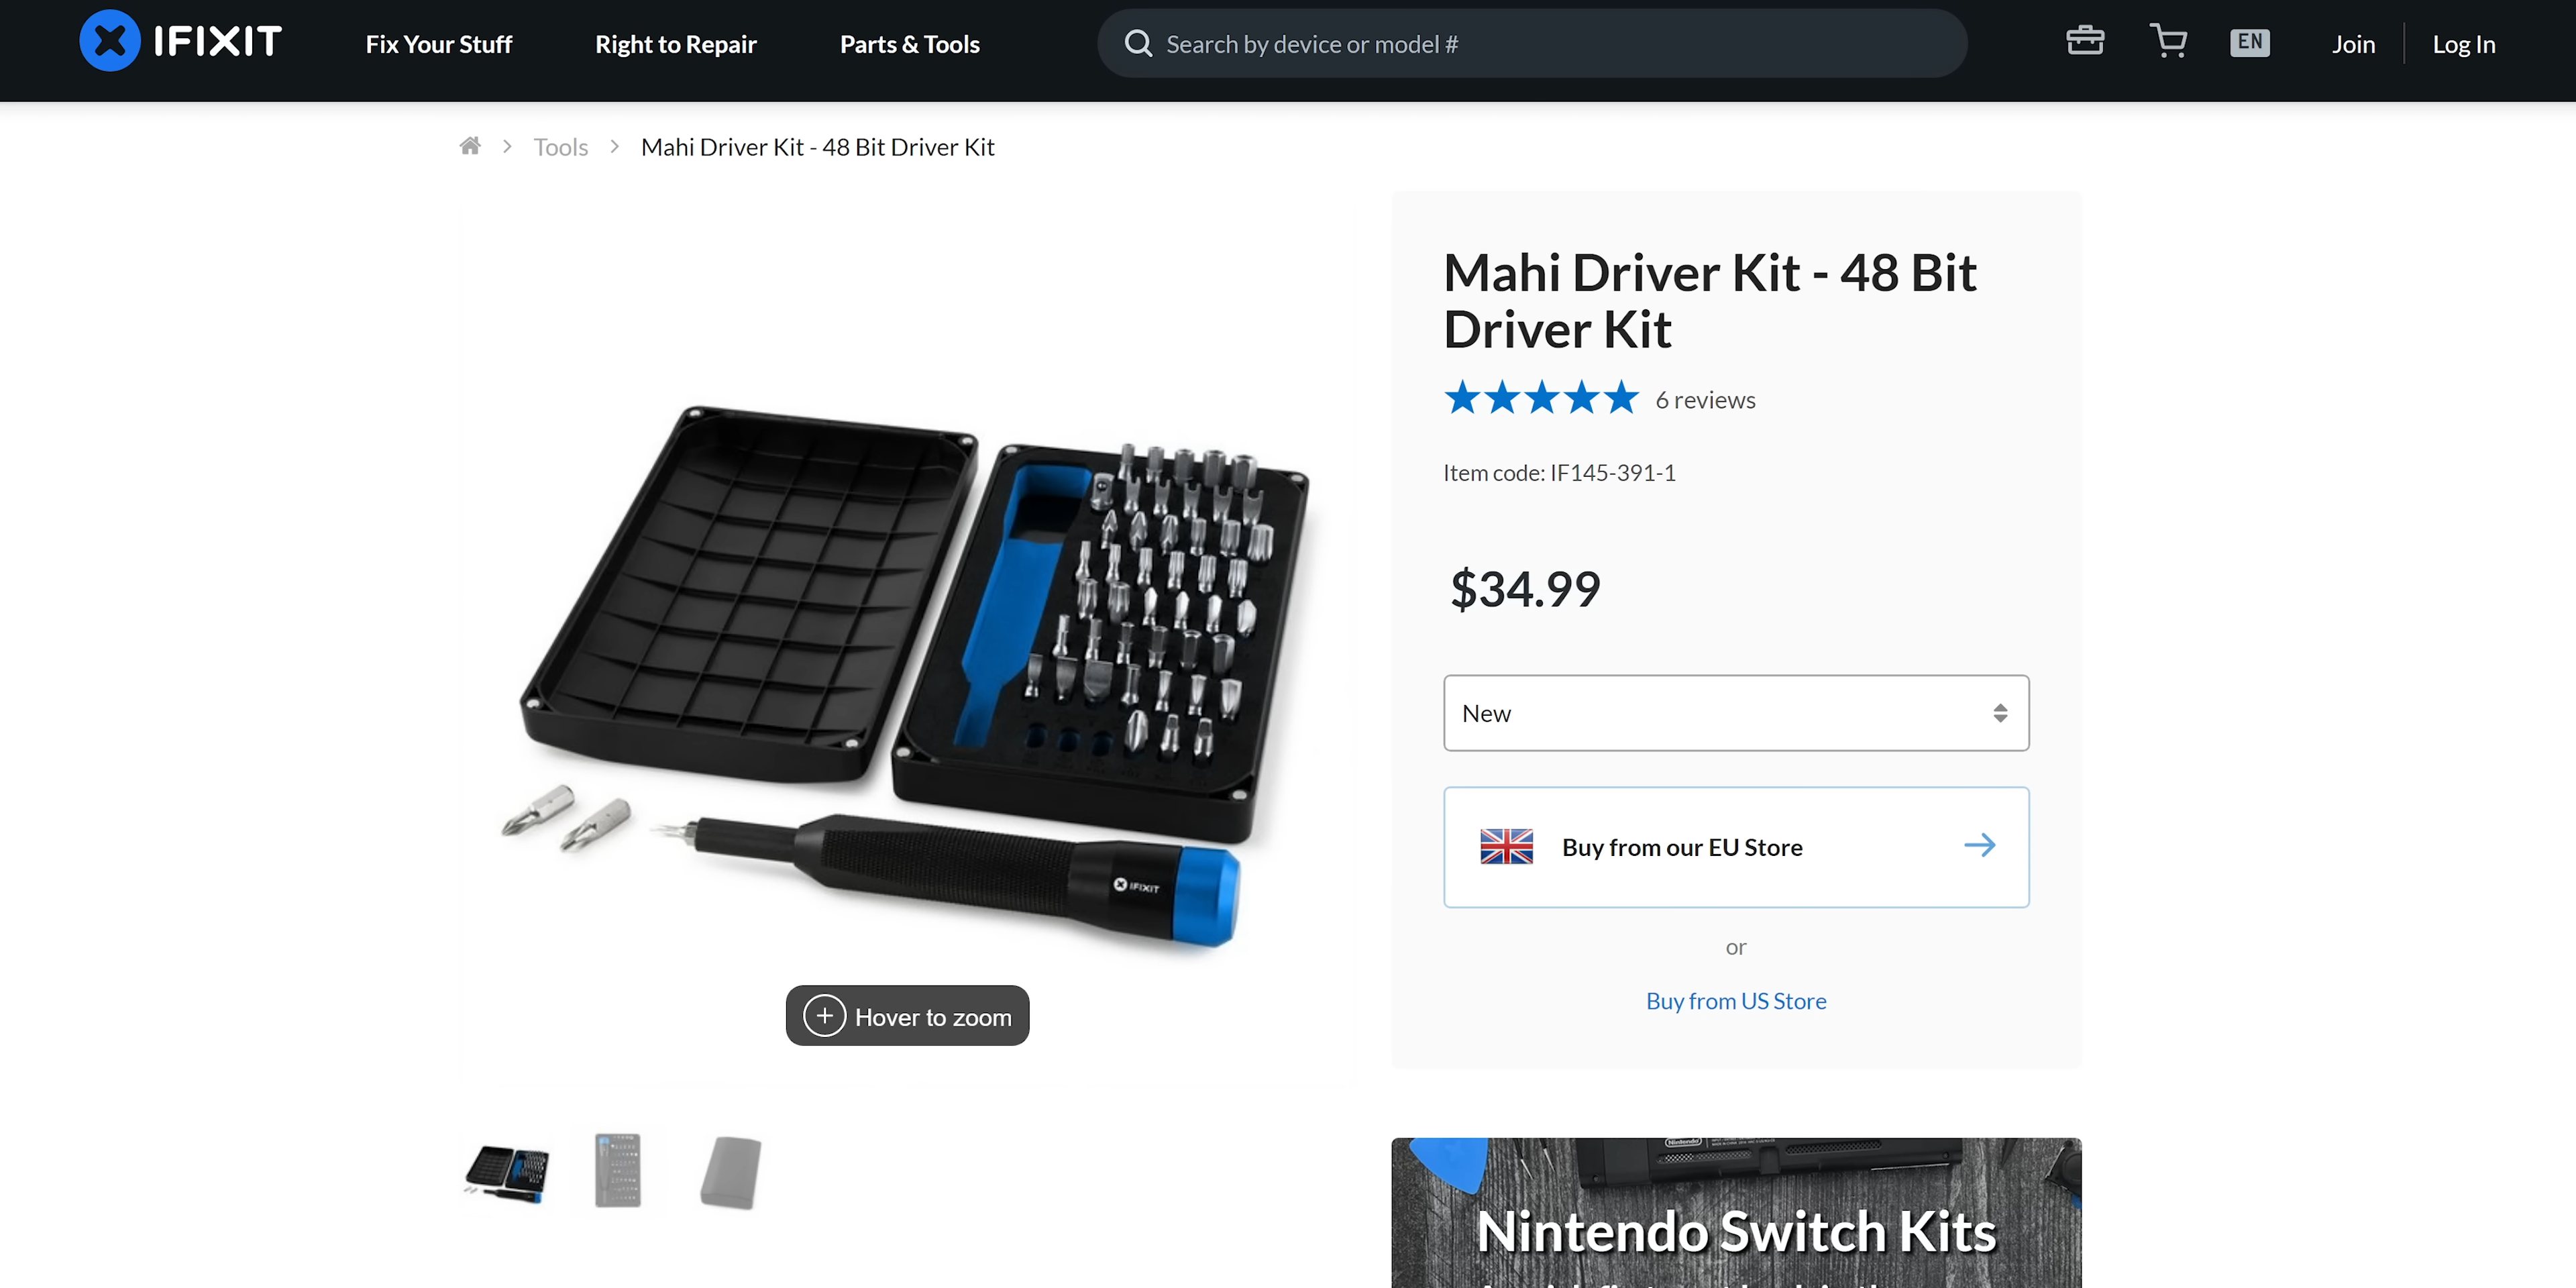 IFIXIT
Fix Your Stuff
Right to Repair
Parts & Tools
Search by device or model #
EN
Join
Log In
Tools
Mahi Driver Kit - 48 Bit Driver Kit
Mahi Driver Kit - 48 Bit
Driver Kit
6 reviews
Item code: IF145-391-1
$34.99
New
Buy from our EU Store
or
Buy from US Store
IFIXIT
Hover to zoom
Nintendo
Nintendo Switch Kits